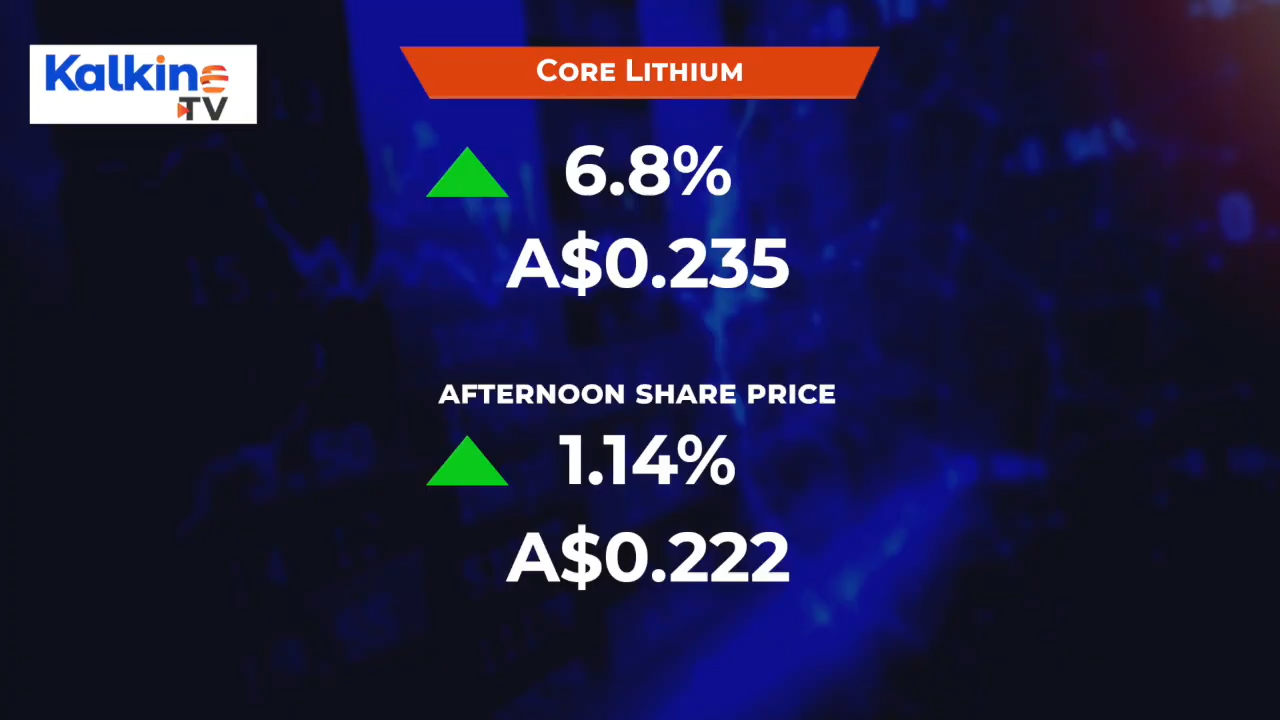 Kalkine
TV
CORE LITHIUM
6.8%
A$0.235
AFTERNOON SHARE PRICE
1.14%
A$0.222